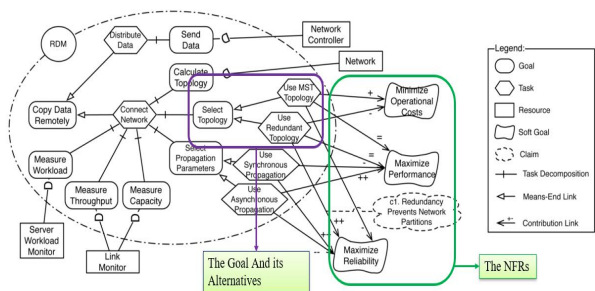 RDM
Distribute
Data
Send
Data
Network
Controller
Calculate
Topology
Network
Copy Data
Remotely
Connect
Network
Select
Topology
Use MST
Topology
Use
Redundant
Topology
Select
Propagation
Parameters
Use
Synchronous
Propagation
Use
Asynchronous
Propagation
Measure
Workload
Measure
Throughput
Measure
Capacity
Server
Workload
Monitor
Link
Monitor
Minimize
Operational
Costs
Maximize
Performance
Maximize
Reliability
c1. Redundancy
Prevents Network
Partitions
+
-
=
=
-
++
++
--
The Goal And its
Alternatives
The NFRs
Legend:
Goal
Task
Resource
Soft Goal
Claim
Task Decomposition
Means-End Link
Contribution Link